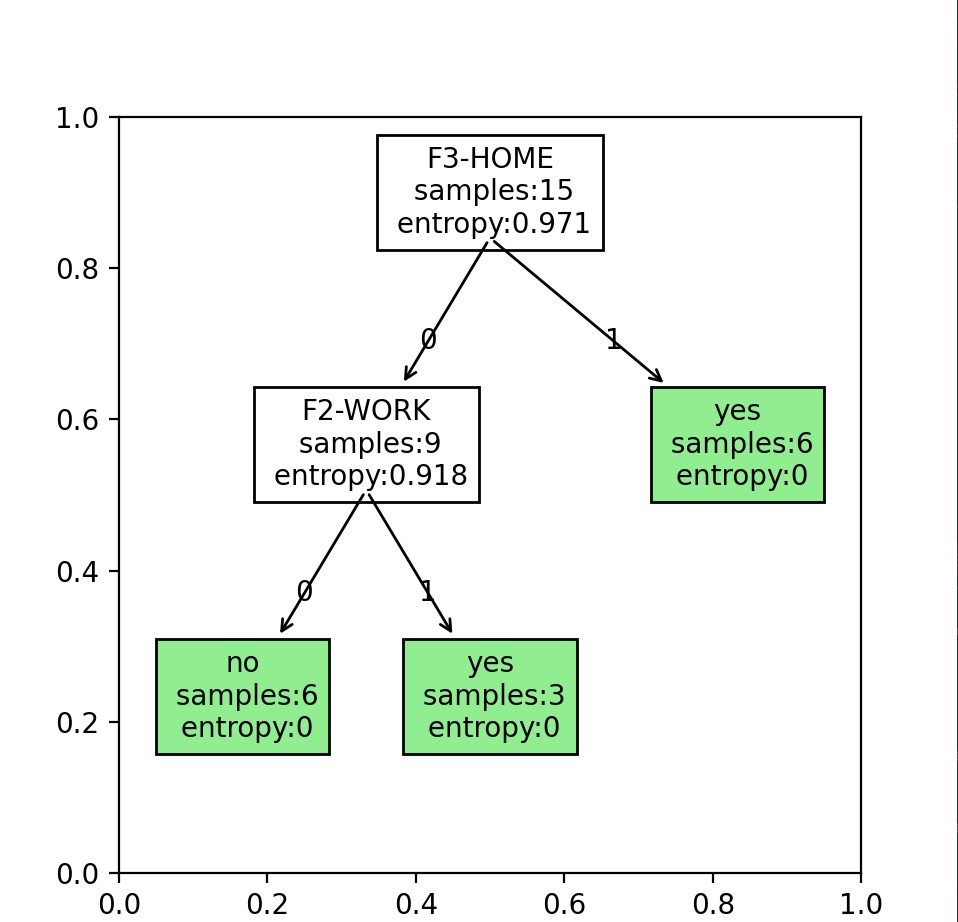 1.0
F3-HOME
samples:15
entropy:0.971
0.8
0
1
0.6
F2-WORK
samples:9
entropy:0.918
yes
samples:6
entropy:0
0.4
0
1
no
samples:6
entropy:0
yes
samples:3
entropy:0
0.2
0.0
0.0 0.2 0.4 0.6 0.8 1.0